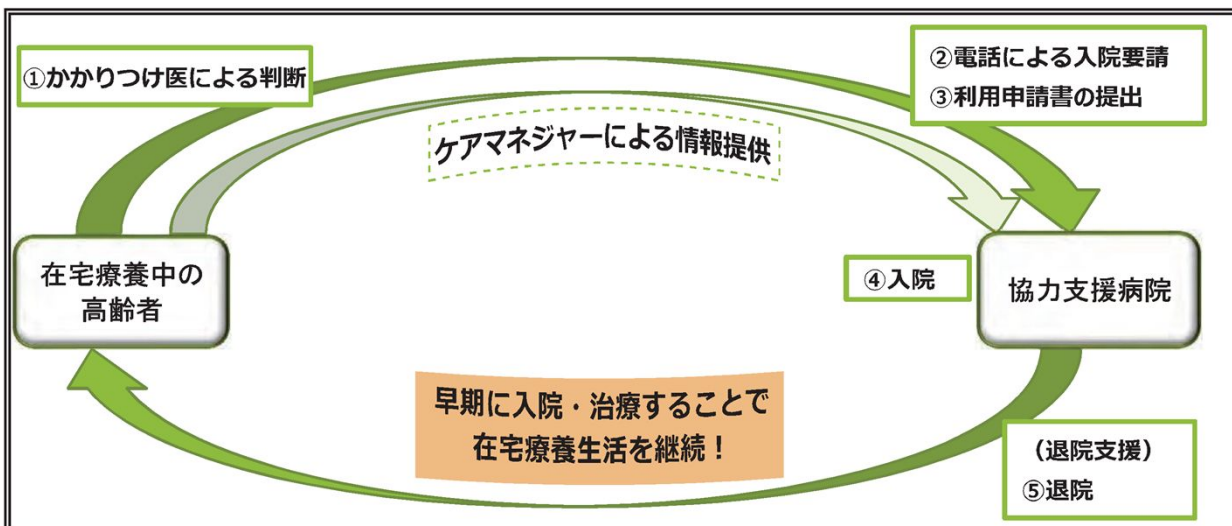 ①かかりつけ医による判断
②電話による入院要請
③利用申請書の提出
ケアマネジャーによる情報提供
在宅療養中の
高齢者
④入院
協力支援病院
早期に入院・治療することで
在宅療養生活を継続！
（退院支援）
⑤退院